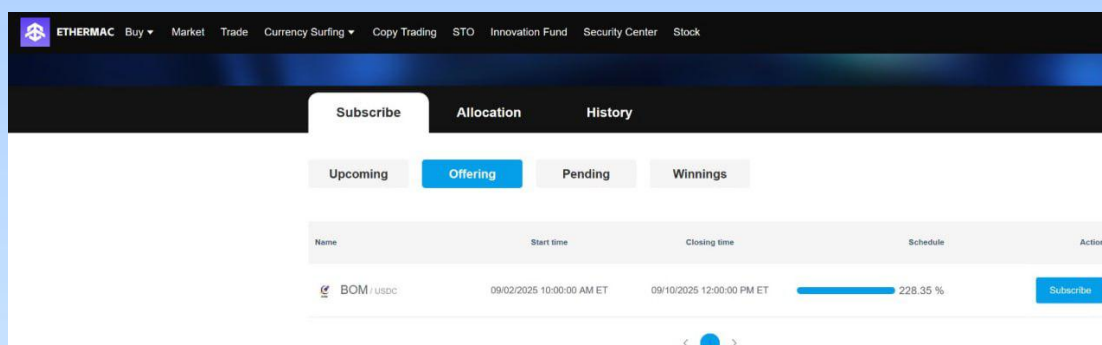 ETHERMAC Buy Market Trade Currency Surfing Copy Trading STO Innovation Fund Security Center Stock
Subscribe Allocation History
Upcoming Offering Pending Winnings
Name Start time Closing time Schedule Action
BOM / USDC 09/02/2025 10:00:00 AM ET 09/10/2025 12:00:00 PM ET 228.35 % Subscribe